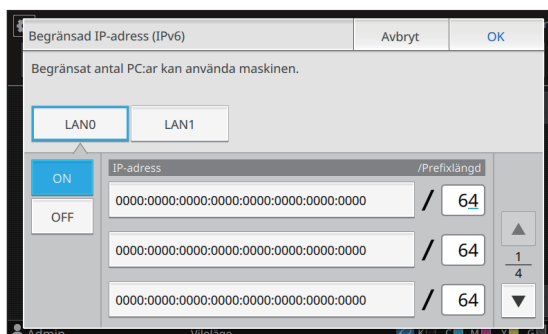 Begränsad IP-adress (IPv6) Avbryt OK
Begränsat antal PC:ar kan använda maskinen.
LAN0 LAN1
ON
OFF
IP-adress /Prefixlängd
0000:0000:0000:0000:0000:0000:0000:0000 / 64
0000:0000:0000:0000:0000:0000:0000:0000 / 64
0000:0000:0000:0000:0000:0000:0000:0000 / 64
1
4
Admin Viloläge K C M Y